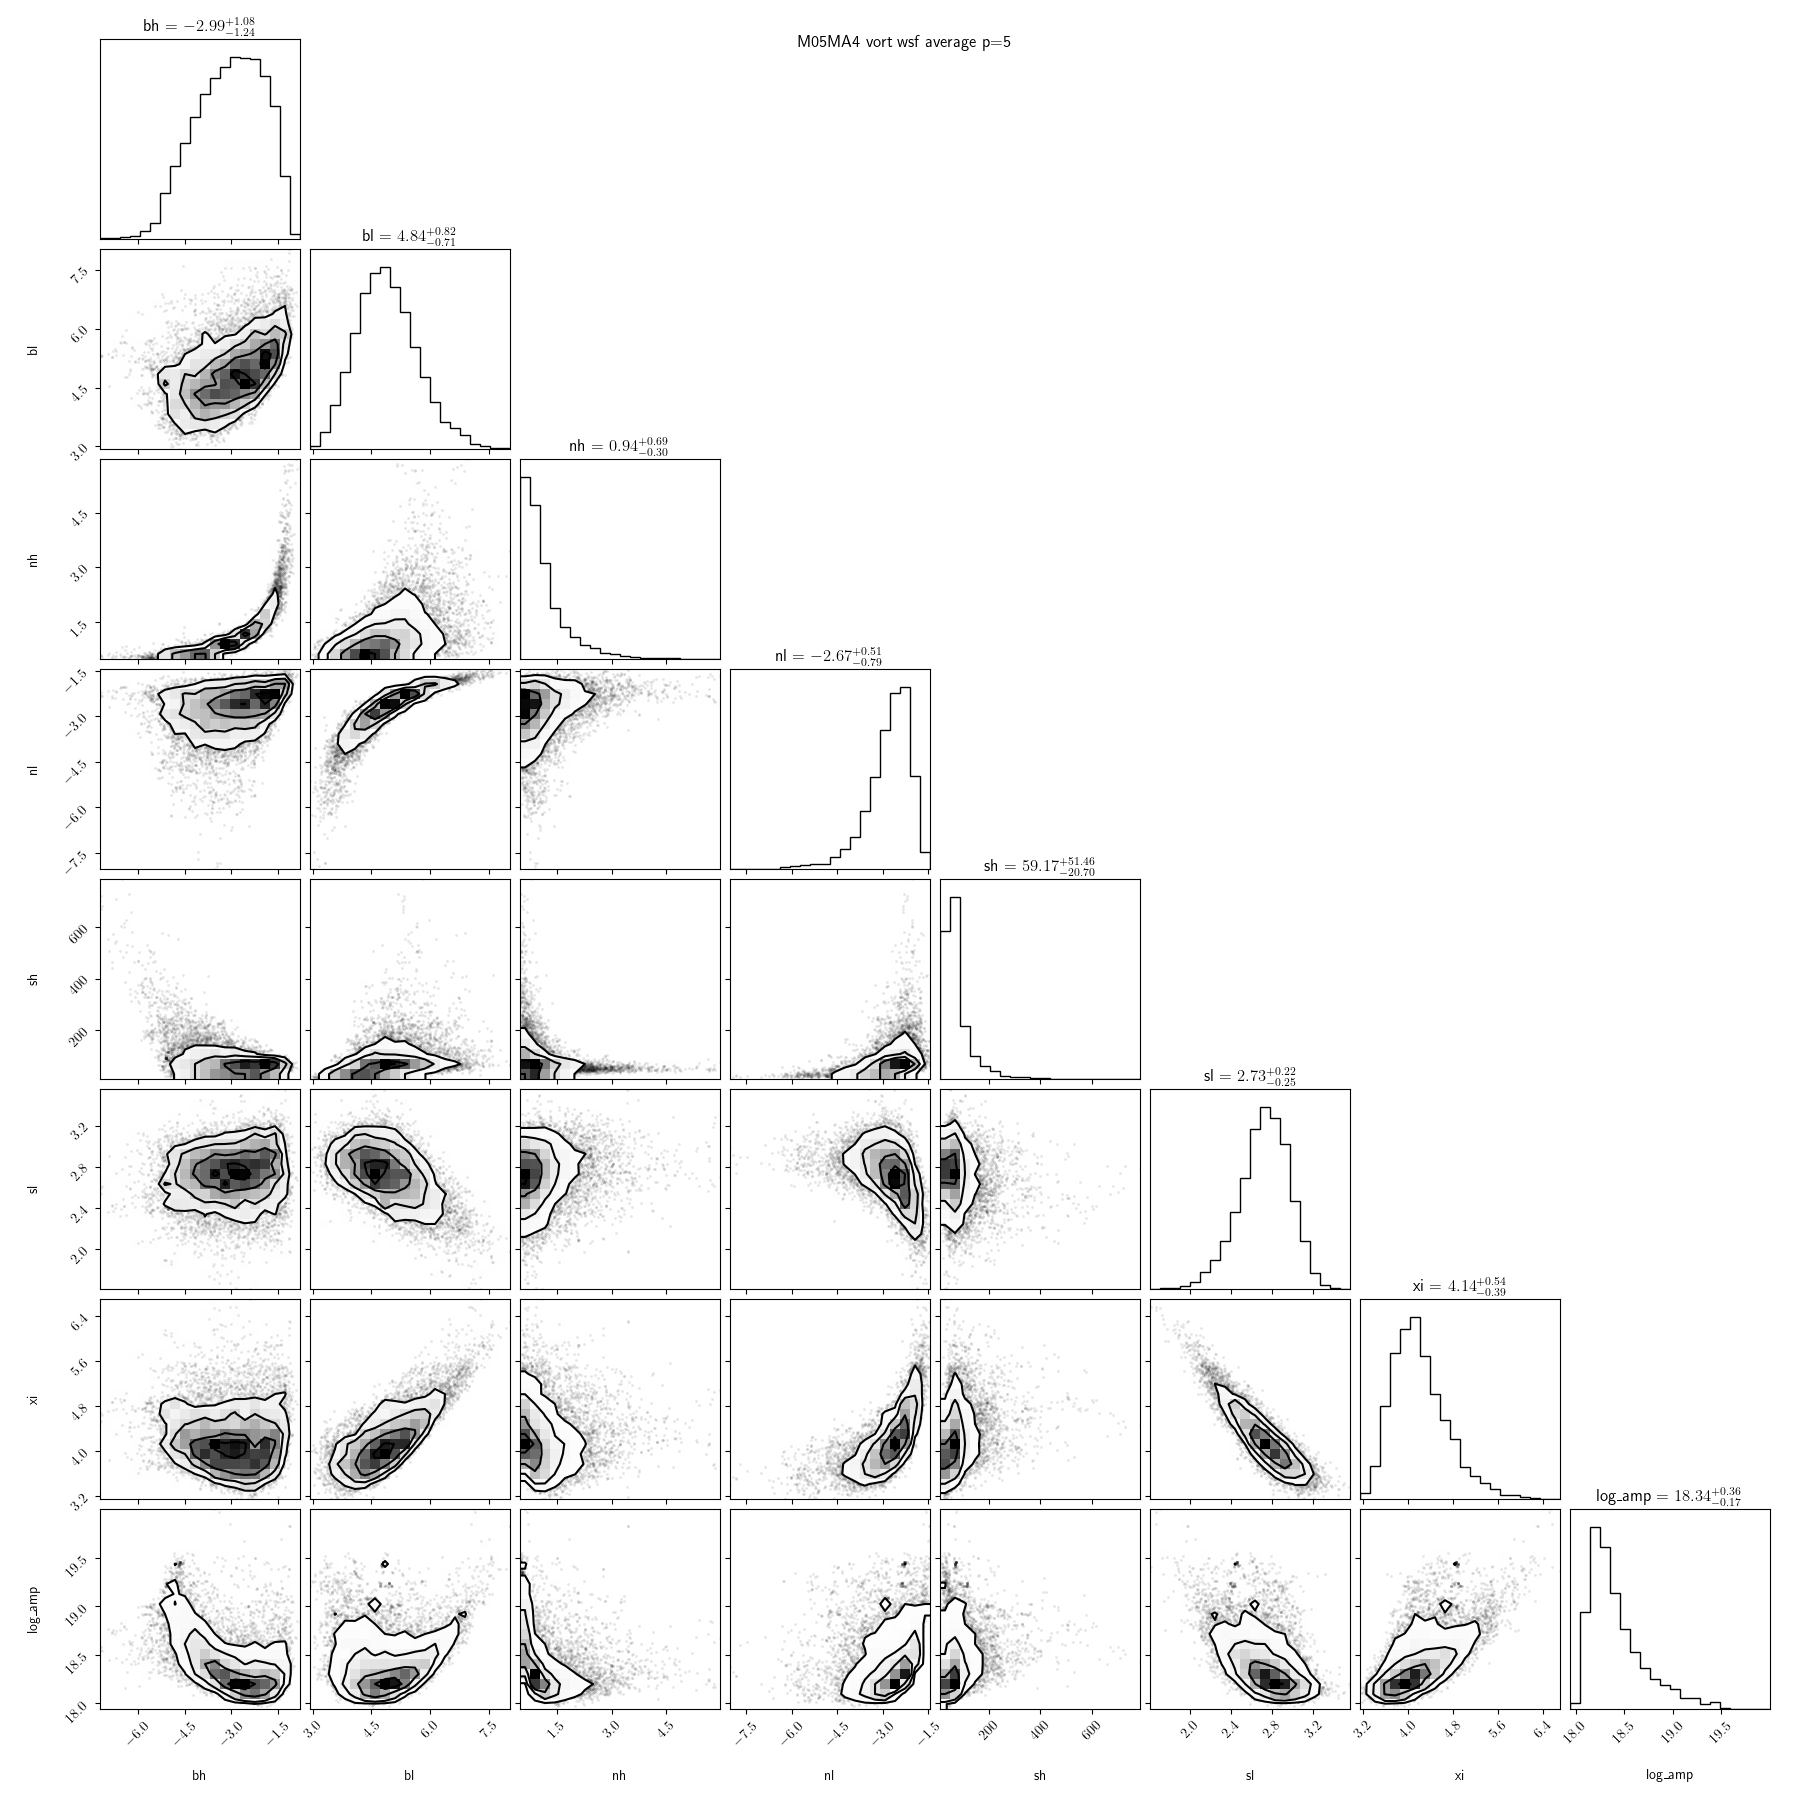 M05MA4 vort wsf average p=5
bh = −2.99 +1.08 −1.24
bl = 4.84 +0.82 −0.71
nh = 0.94 +0.69 −0.30
nl = −2.67 +0.51 −0.79
sh = 59.17 +51.46 −20.70
sl = 2.73 +0.22 −0.25
xi = 4.14 +0.54 −0.39
log_amp = 18.34 +0.36 −0.17
bl
7.5
6.0
4.5
3.0
nh
4.5
3.0
1.5
nl
−1.5
−3.0
−4.5
−6.0
−7.5
sh
600
400
200
sl
3.2
2.8
2.4
2.0
xi
6.4
5.6
4.8
4.0
3.2
log_amp
19.5
19.0
18.5
18.0
−6.0 −4.5 −3.0 −1.5
3.0 4.5 6.0 7.5
1.5 3.0 4.5
−7.5 −6.0 −4.5 −3.0 −1.5
200 400 600
2.0 2.4 2.8 3.2
3.2 4.0 4.8 5.6 6.4
18.0 18.5 19.0 19.5
bh bl nh nl sh sl xi log_amp